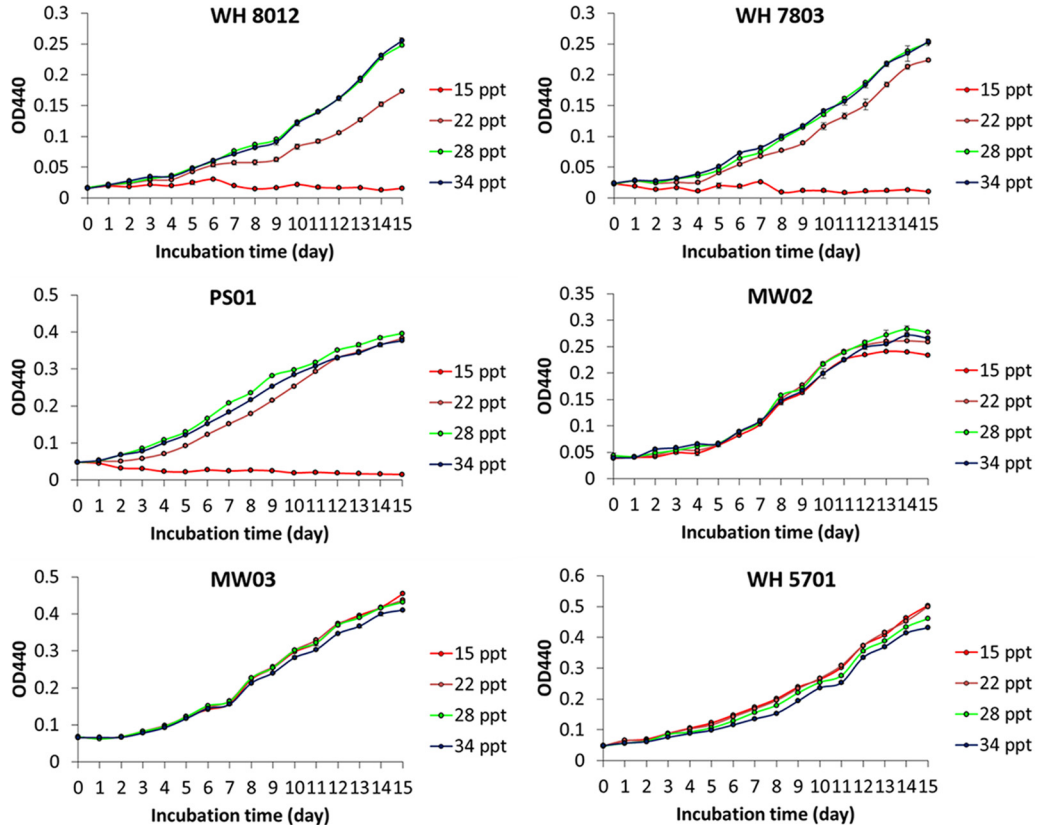 WH 8012
OD440
0.3
0.25
0.2
0.15
0.1
0.05
0
0 1 2 3 4 5 6 7 8 9 10 11 12 13 14 15
Incubation time (day)
15 ppt
22 ppt
28 ppt
34 ppt
WH 7803
OD440
0.3
0.25
0.2
0.15
0.1
0.05
0
0 1 2 3 4 5 6 7 8 9 10 11 12 13 14 15
Incubation time (day)
15 ppt
22 ppt
28 ppt
34 ppt
PS01
OD440
0.5
0.4
0.3
0.2
0.1
0
0 1 2 3 4 5 6 7 8 9 10 11 12 13 14 15
Incubation time (day)
15 ppt
22 ppt
28 ppt
34 ppt
MW02
OD440
0.35
0.3
0.25
0.2
0.15
0.1
0.05
0
0 1 2 3 4 5 6 7 8 9 10 11 12 13 14 15
Incubation time (day)
15 ppt
22 ppt
28 ppt
34 ppt
MW03
OD440
0.5
0.4
0.3
0.2
0.1
0
0 1 2 3 4 5 6 7 8 9 10 11 12 13 14 15
Incubation time (day)
15 ppt
22 ppt
28 ppt
34 ppt
WH 5701
OD440
0.6
0.5
0.4
0.3
0.2
0.1
0
0 1 2 3 4 5 6 7 8 9 10 11 12 13 14 15
Incubation time (day)
15 ppt
22 ppt
28 ppt
34 ppt